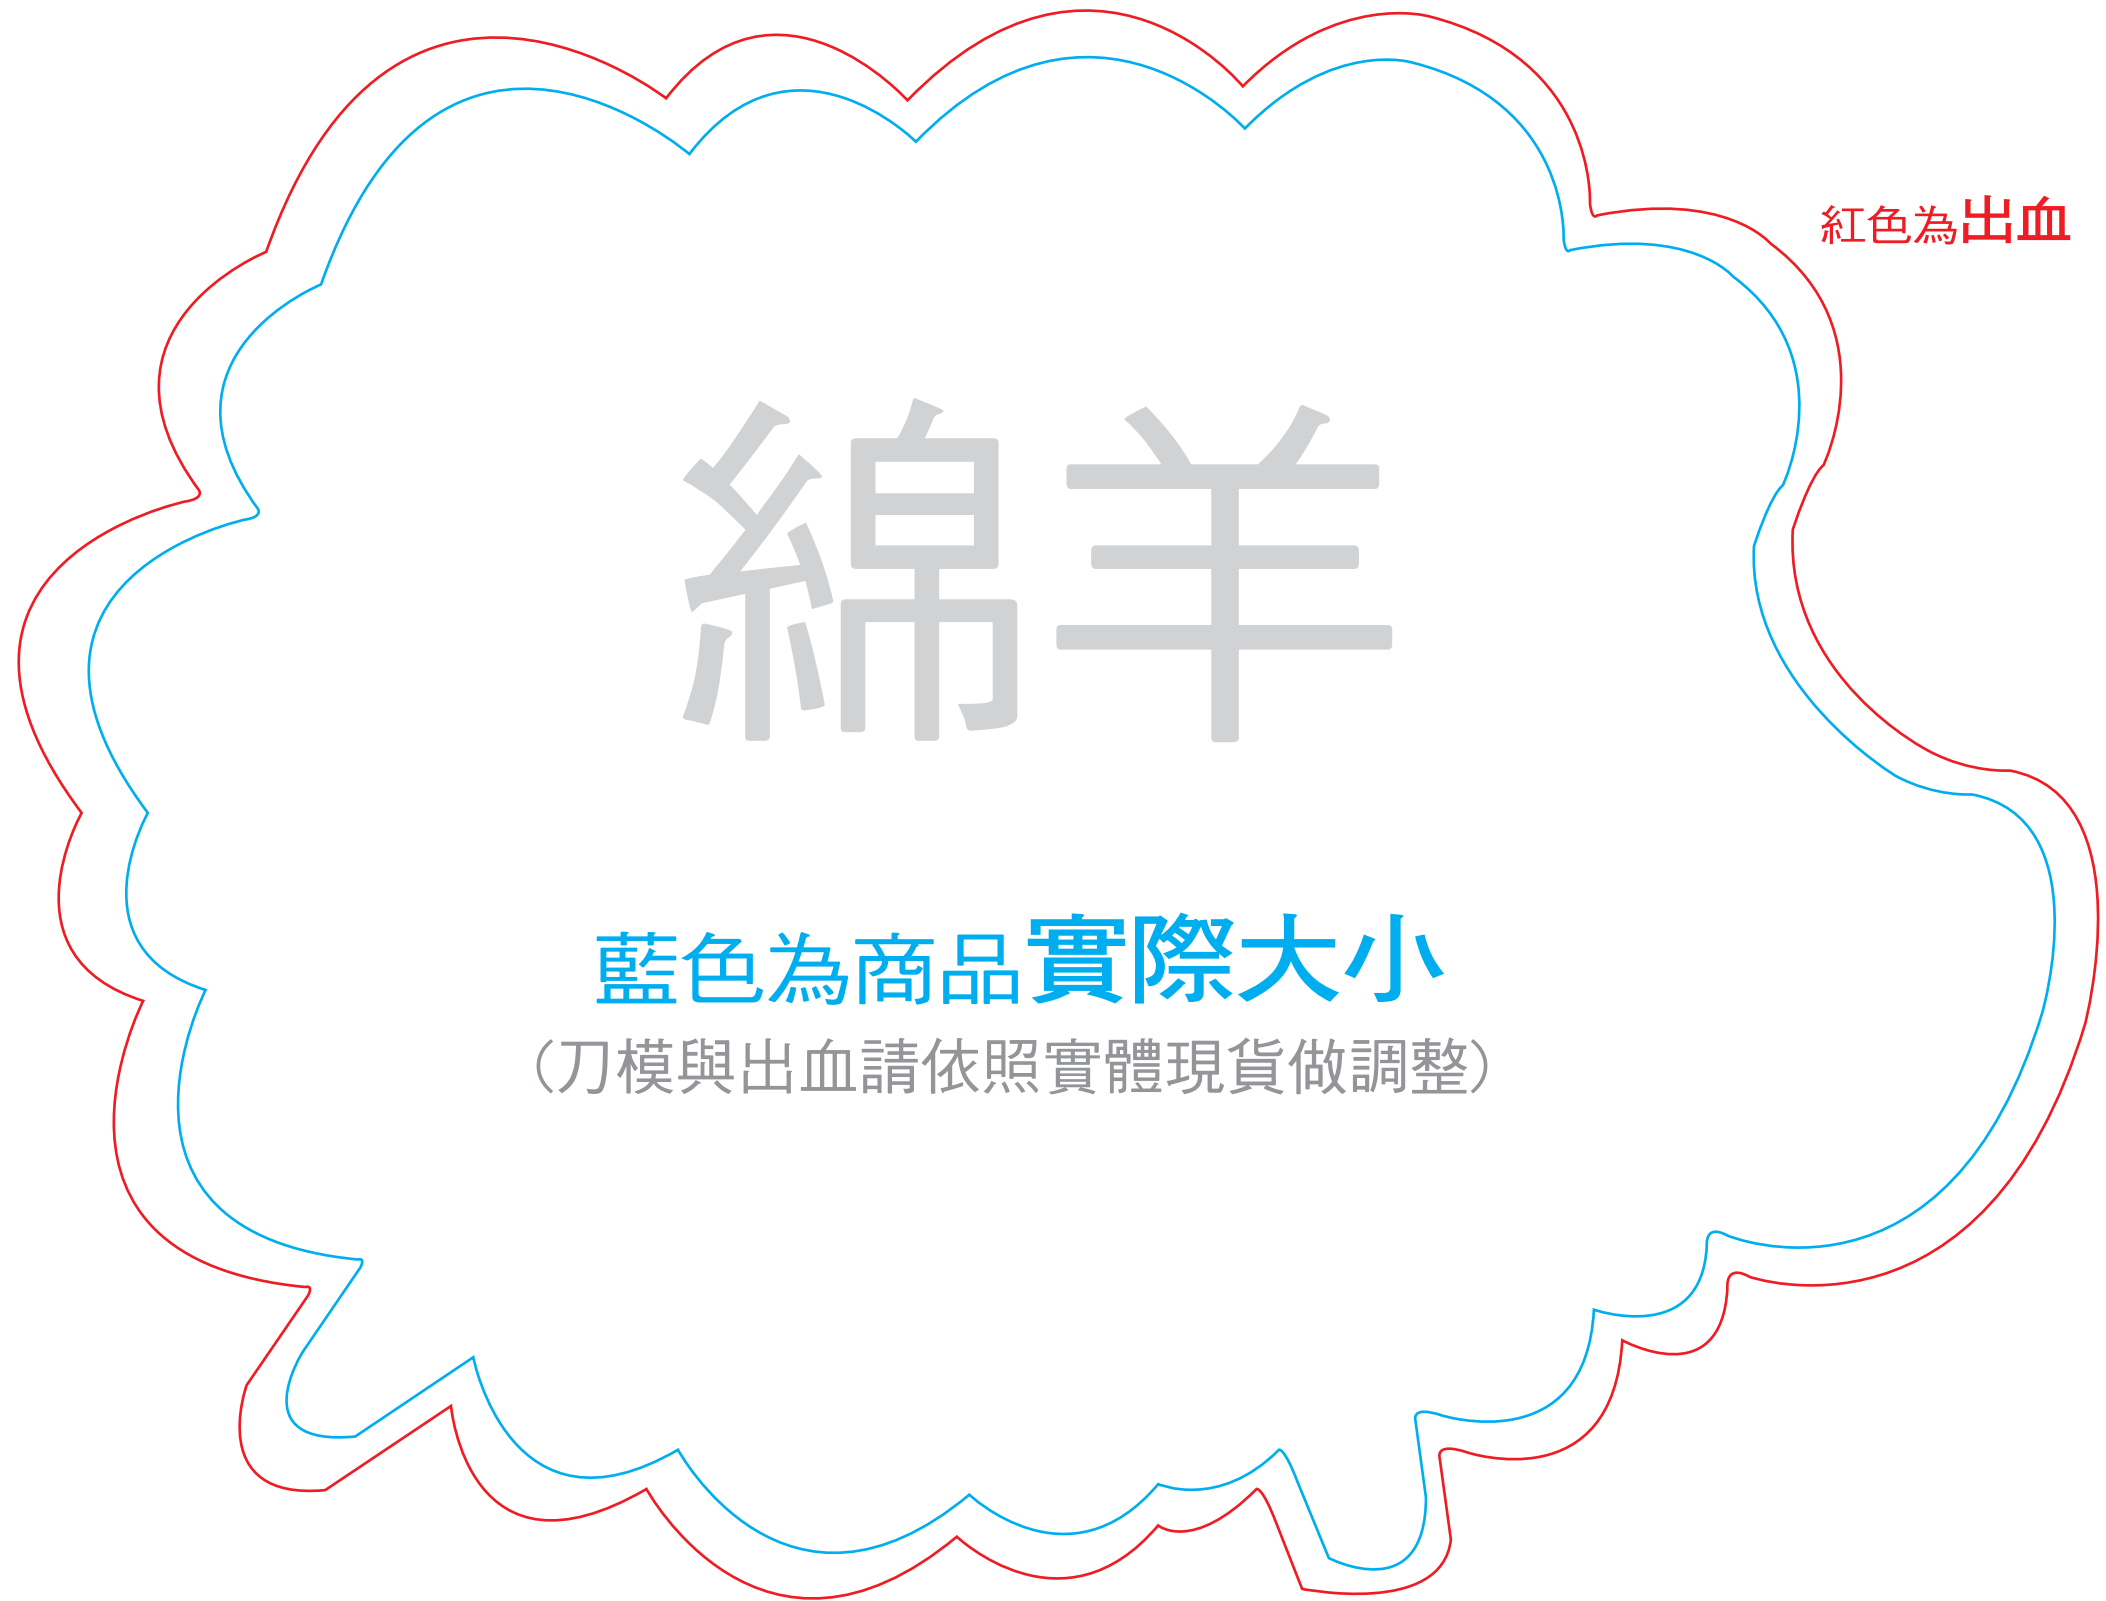 紅色為出血
綿羊
藍色為商品實際大小
（刀模與出血請依照實體現貨做調整）